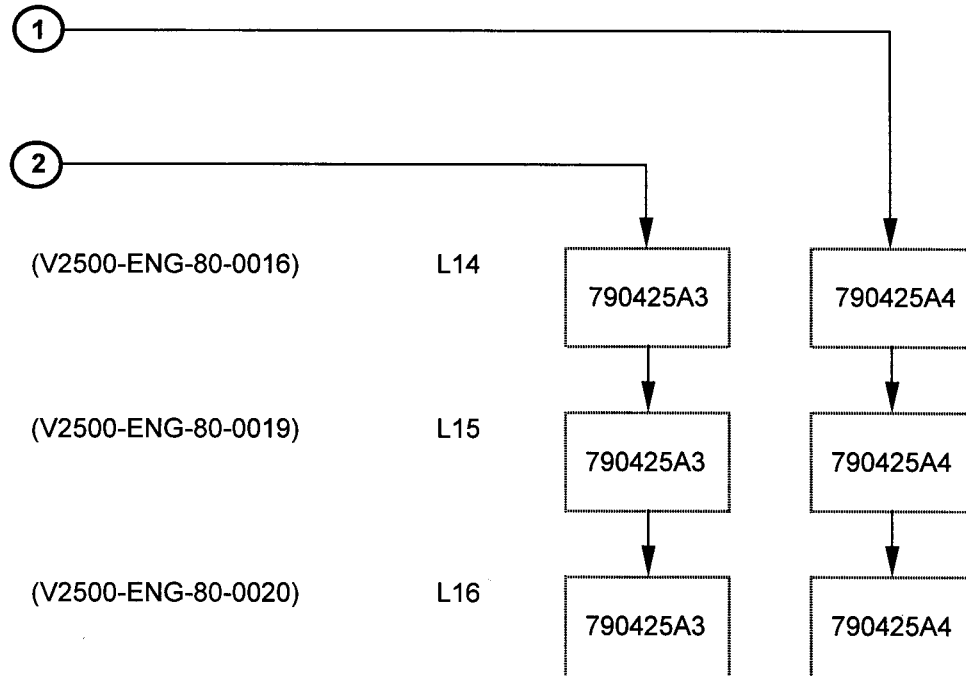 1
2
(V2500-ENG-80-0016) L14 790425A3 790425A4
(V2500-ENG-80-0019) L15 790425A3 790425A4
(V2500-ENG-80-0020) L16 790425A3 790425A4